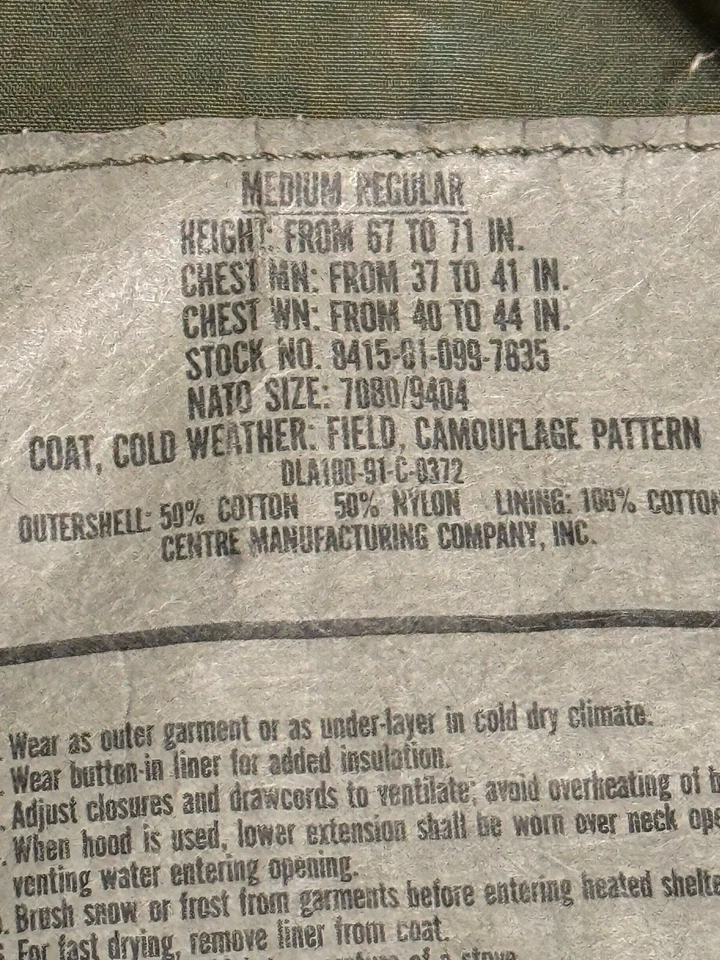 MEDIUM REGULAR
HEIGHT: FROM 67 TO 71 IN.
CHEST MN: FROM 37 TO 41 IN.
CHEST WN: FROM 40 TO 44 IN.
STOCK NO. 8415-01-099-7835
NATO SIZE: 7080/9404
COAT, COLD WEATHER: FIELD, CAMOUFLAGE PATTERN
DLA100-91-C-0372
OUTERSHELL: 50% COTTON 50% NYLON LINING: 100% COTTON
CENTRE MANUFACTURING COMPANY, INC.
. Wear as outer garment or as under-layer in cold dry climate.
. Wear button-in liner for added insulation.
. Adjust closures and drawcords to ventilate; avoid overheating of b
. When hood is used, lower extension shall be worn over neck ope
venting water entering opening.
. Brush snow or frost from garments before entering heated shelte
. For fast drying, remove liner from coat.
of a stove